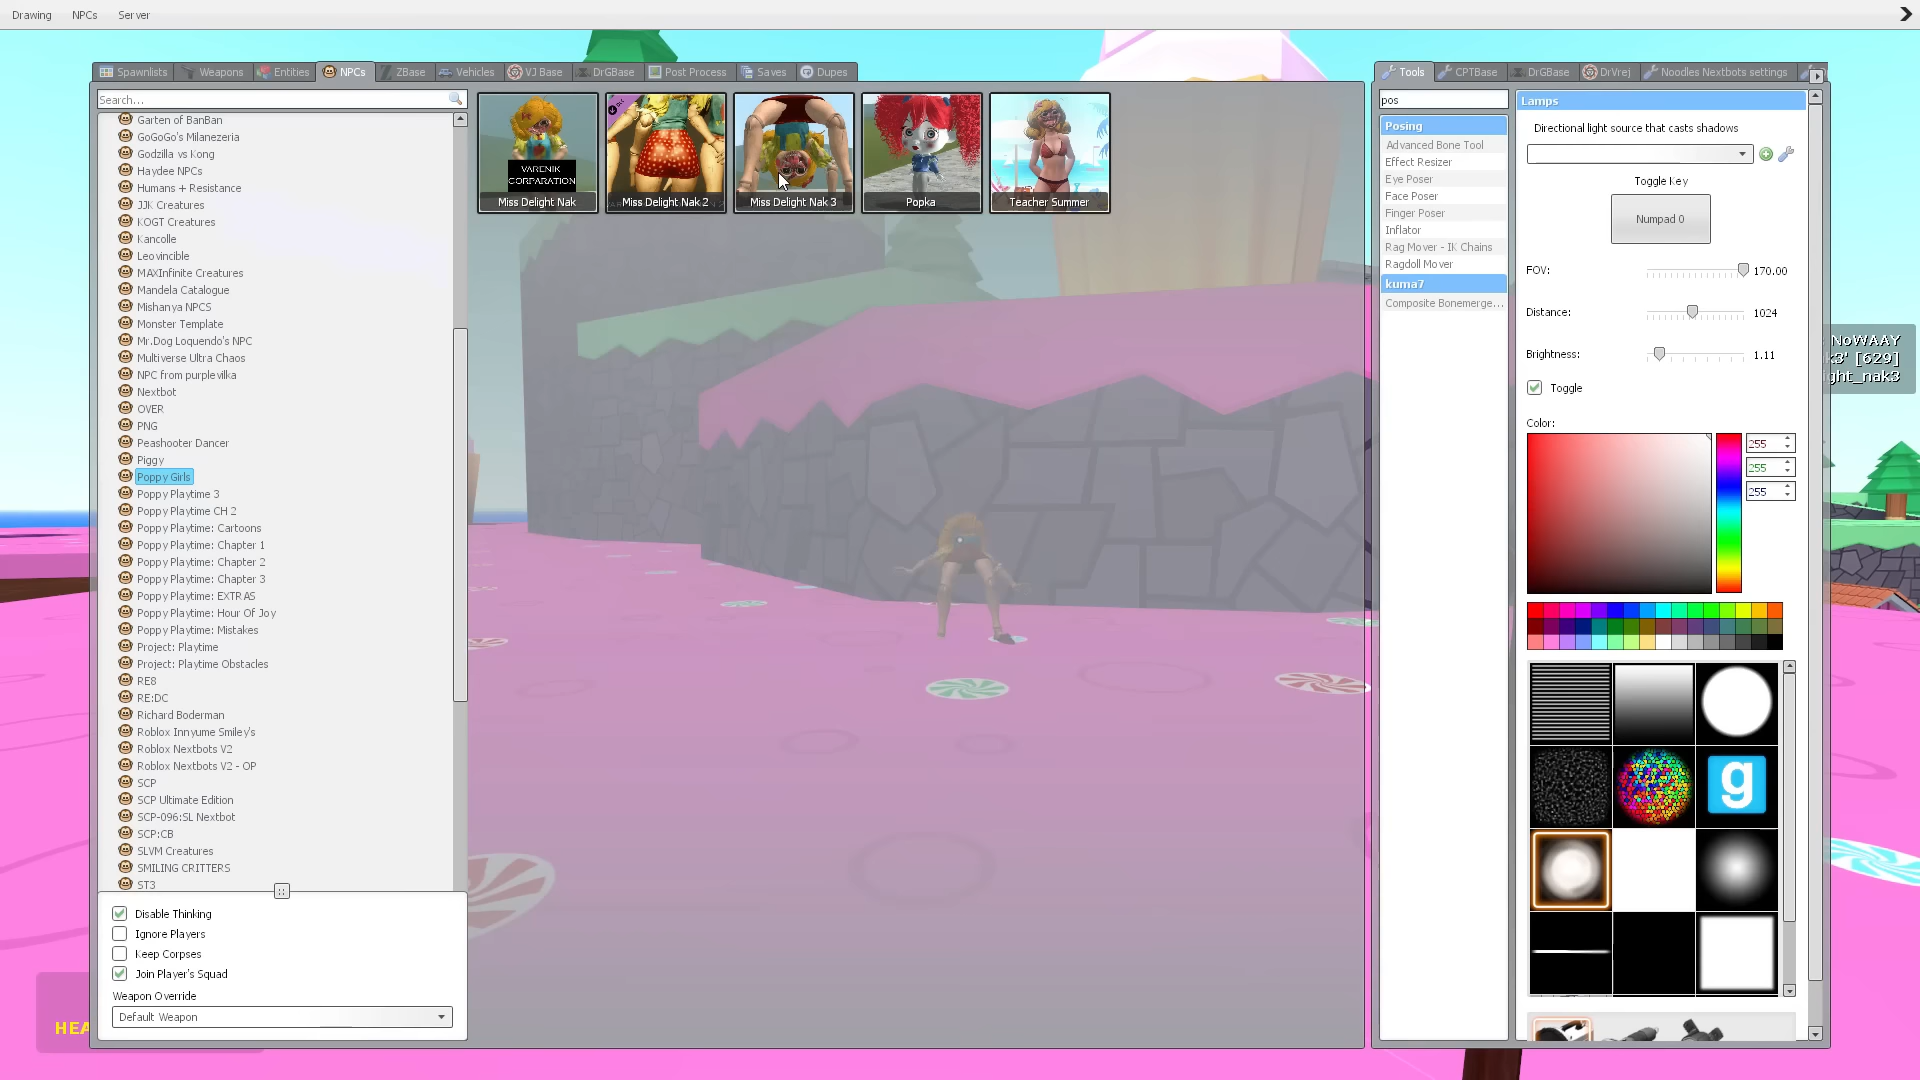 Drawing NPCs Server
Spawnlists Weapons Entities NPCs ZBase Vehicles VJ Base DrGBase Post Process Saves Dupes
Search...
Garten of BanBan
GoGoGo's Milanezeria
Godzilla vs Kong
Haydee NPCs
Humans + Resistance
JJK Creatures
KOGT Creatures
Kancolle
Leovincible
MAXInfinite Creatures
Mandela Catalogue
Mishanya NPCS
Monster Template
Mr.Dog Loquendo's NPC
Multiverse Ultra Chaos
NPC from purplevilka
Nextbot
OVER
PNG
Peashooter Dancer
Piggy
Poppy Girls
Poppy Playtime 3
Poppy Playtime CH 2
Poppy Playtime: Cartoons
Poppy Playtime: Chapter 1
Poppy Playtime: Chapter 2
Poppy Playtime: Chapter 3
Poppy Playtime: EXTRAS
Poppy Playtime: Hour Of Joy
Poppy Playtime: Mistakes
Project: Playtime
Project: Playtime Obstacles
RE8
RE:DC
Richard Boderman
Roblox Innyume Smiley's
Roblox Nextbots V2
Roblox Nextbots V2 - OP
SCP
SCP Ultimate Edition
SCP-096:SL Nextbot
SCP:CB
SLVM Creatures
SMILING CRITTERS
ST3
Disable Thinking
Ignore Players
Keep Corpses
Join Player's Squad
Weapon Override
Default Weapon
HEA
VARENIK
CORPARATION
Miss Delight Nak
Miss Delight Nak 2
Miss Delight Nak 3
Popka
Teacher Summer
Tools CPTBase DrGBase DrVrej Noodles Nextbots settings
pos
Posing
Advanced Bone Tool
Effect Resizer
Eye Poser
Face Poser
Finger Poser
Inflator
Rag Mover - IK Chains
Ragdoll Mover
kuma7
Composite Bonemerge...
Lamps
Directional light source that casts shadows
Toggle Key
Numpad 0
FOV: 170.00
Distance: 1024
Brightness: 1.11
Toggle
Color:
255
255
255
g
NoWAAY
k3' [629]
ght_nak3